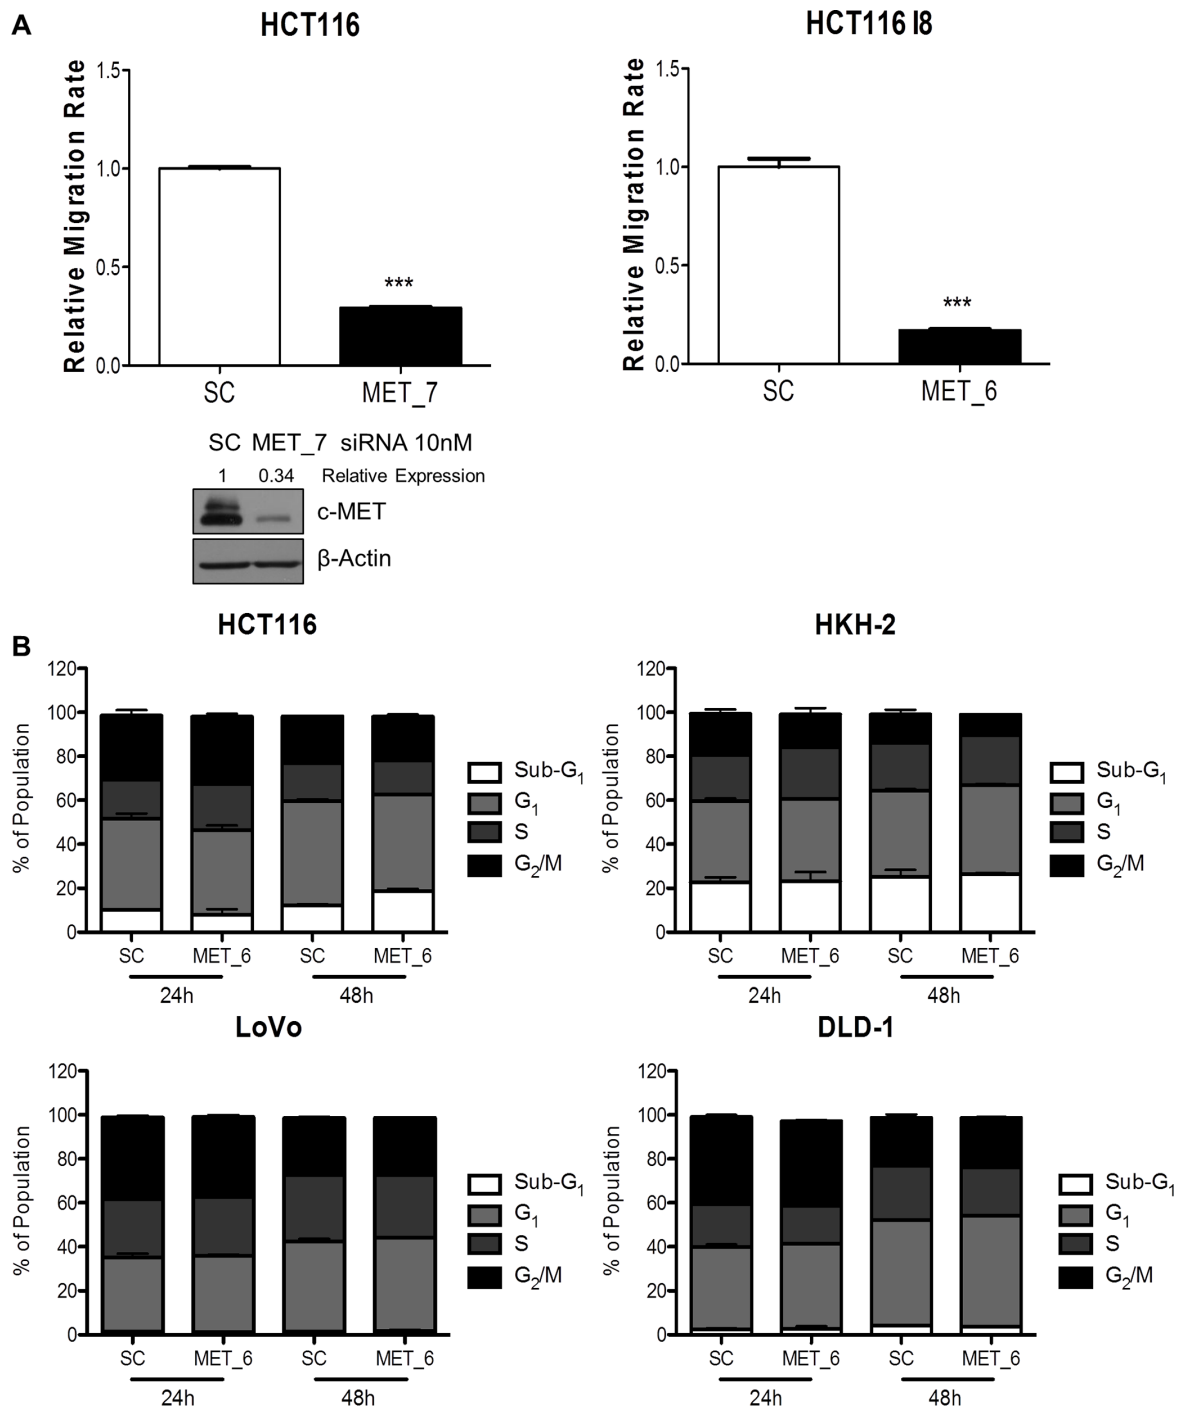 A
HCT116
HCT116 I8
Relative Migration Rate
1.5
1.0
0.5
0.0
***
SC
MET_7
Relative Migration Rate
1.5
1.0
0.5
0.0
***
SC
MET_6
SC MET_7 siRNA 10nM
1 0.34 Relative Expression
c-MET
β-Actin
B
HCT116
% of Population
120
100
80
60
40
20
0
SC MET_6 SC MET_6
24h 48h
Sub-G1
G1
S
G2/M
HKH-2
% of Population
120
100
80
60
40
20
0
SC MET_6 SC MET_6
24h 48h
Sub-G1
G1
S
G2/M
LoVo
% of Population
120
100
80
60
40
20
0
SC MET_6 SC MET_6
24h 48h
Sub-G1
G1
S
G2/M
DLD-1
% of Population
120
100
80
60
40
20
0
SC MET_6 SC MET_6
24h 48h
Sub-G1
G1
S
G2/M